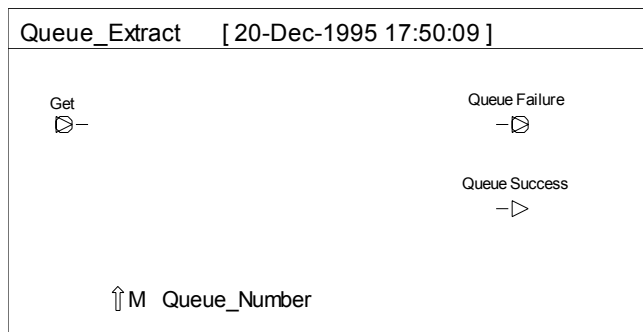 Queue_Extract [ 20-Dec-1995 17:50:09 ]
Get
Queue Failure
Queue Success
M Queue_Number